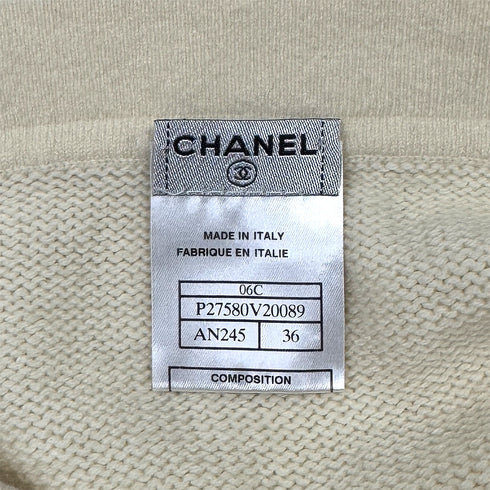 CHANEL
MADE IN ITALY
FABRIQUE EN ITALIE
06C
P27580V20089
AN245 36
COMPOSITION